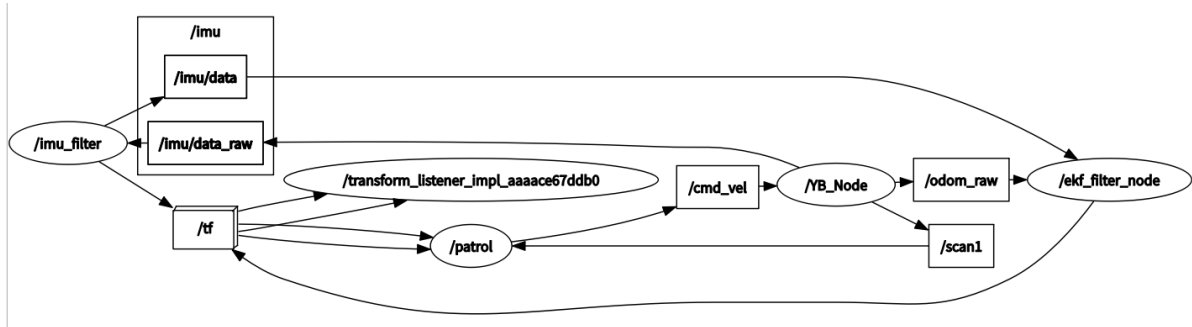 /imu
/imu/data
/imu_filter
/imu/data_raw
/transform_listener_impl_aaaace67ddb0
/cmd_vel
/YB_Node
/odom_raw
/ekf_filter_node
/tf
/patrol
/scan1